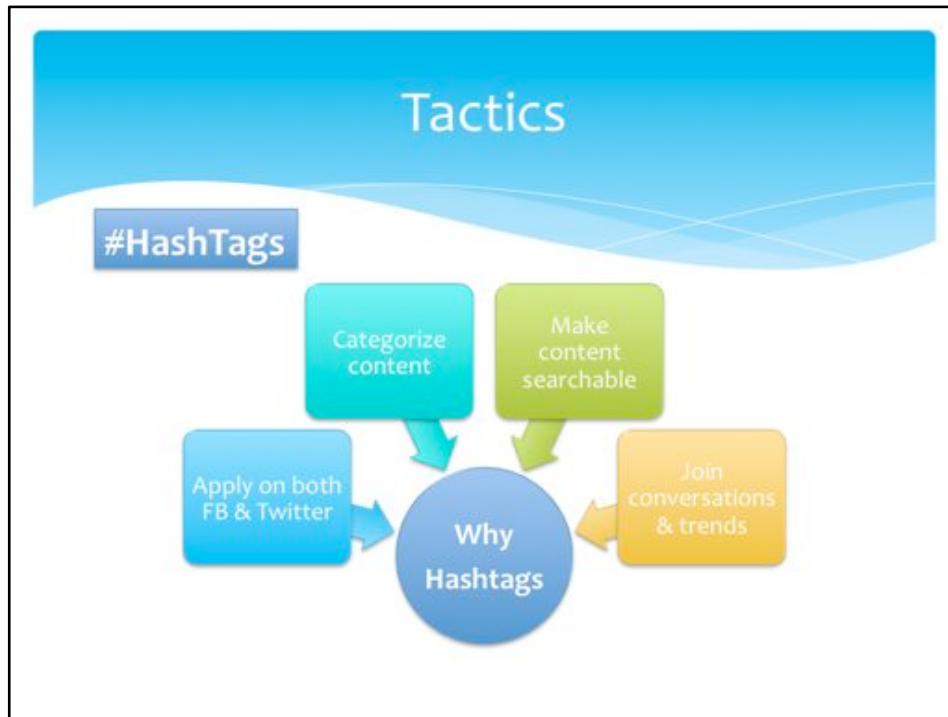 Tactics
#HashTags
Categorize
content
Make
content
searchable
Apply on both
FB & Twitter
Join
conversations
& trends
Why
Hashtags